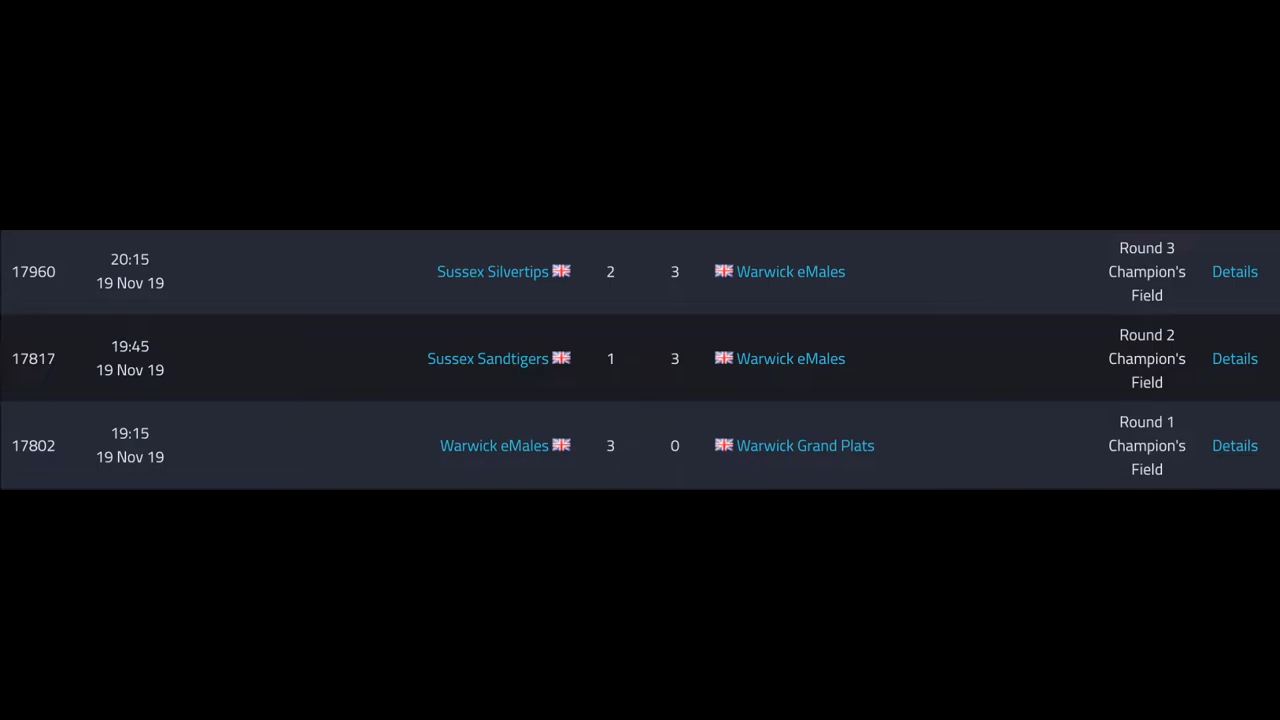 17960 20:15 19 Nov 19 Sussex Silvertips 2 3 Warwick eMales Round 3 Champion's Field Details
17817 19:45 19 Nov 19 Sussex Sandtigers 1 3 Warwick eMales Round 2 Champion's Field Details
17802 19:15 19 Nov 19 Warwick eMales 3 0 Warwick Grand Plats Round 1 Champion's Field Details